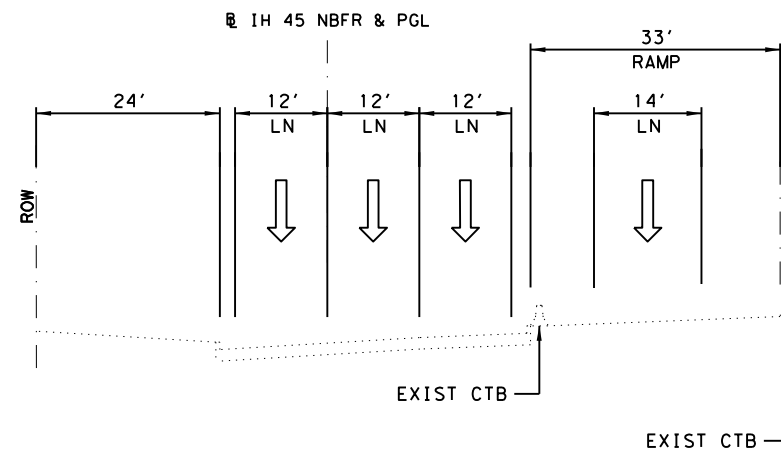 ℄ IH 45 NBFR & PGL
33'
RAMP
24'
12'
12'
12'
14'
LN
LN
LN
LN
ROW
EXIST CTB
EXIST CTB